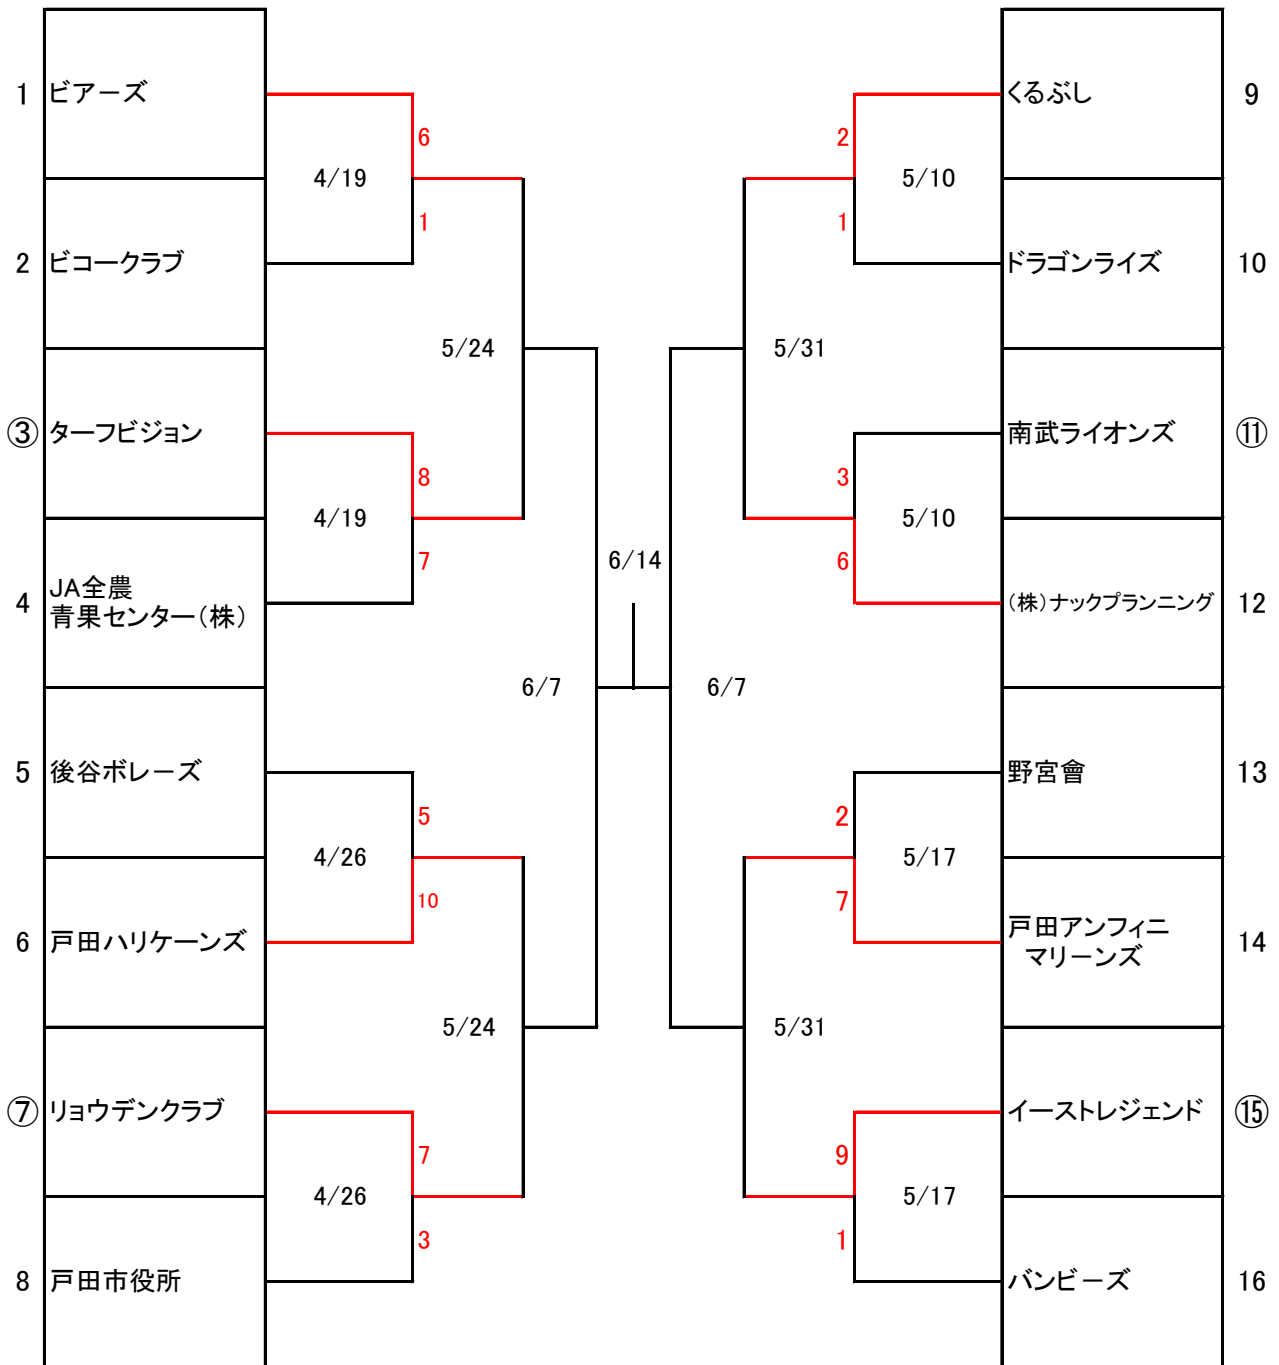 1 ビアーズ
6
4/19
1
2 ビコークラブ
5/24
③ ターフビジョン
8
4/19
7
4 JA全農
青果センター(株)
6/7
5 後谷ボレーズ
5
4/26
10
6 戸田ハリケーンズ
5/24
⑦ リョウデンクラブ
7
4/26
3
8 戸田市役所
6/14
くるぶし 9
2
5/10
1
ドラゴンライズ 10
5/31
南武ライオンズ ⑪
3
5/10
6
(株)ナックプランニング 12
6/7
野宮會 13
2
5/17
7
戸田アンフィニ
マリーンズ 14
5/31
イーストレジェンド ⑮
9
5/17
1
バンビーズ 16